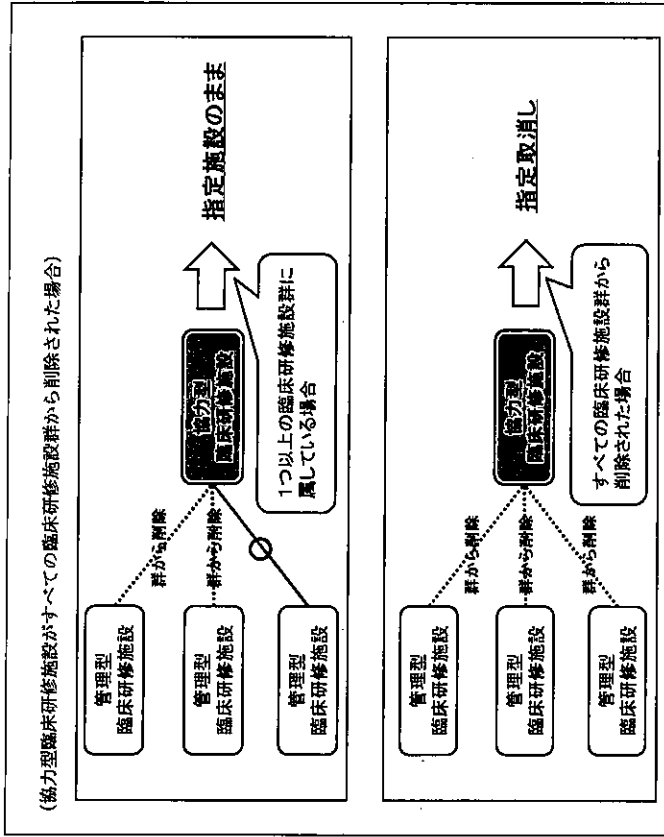 (協力型臨床研修施設がすべての臨床研修施設群から削除された場合)
管理型
臨床研修施設
管理型
臨床研修施設
管理型
臨床研修施設
群から削除
群から削除
協力型
臨床研修施設
1つ以上の臨床研修施設群に
属している場合
指定施設のまま
管理型
臨床研修施設
管理型
臨床研修施設
管理型
臨床研修施設
群から削除
群から削除
群から削除
協力型
臨床研修施設
すべての臨床研修施設群から
削除された場合
指定取消し